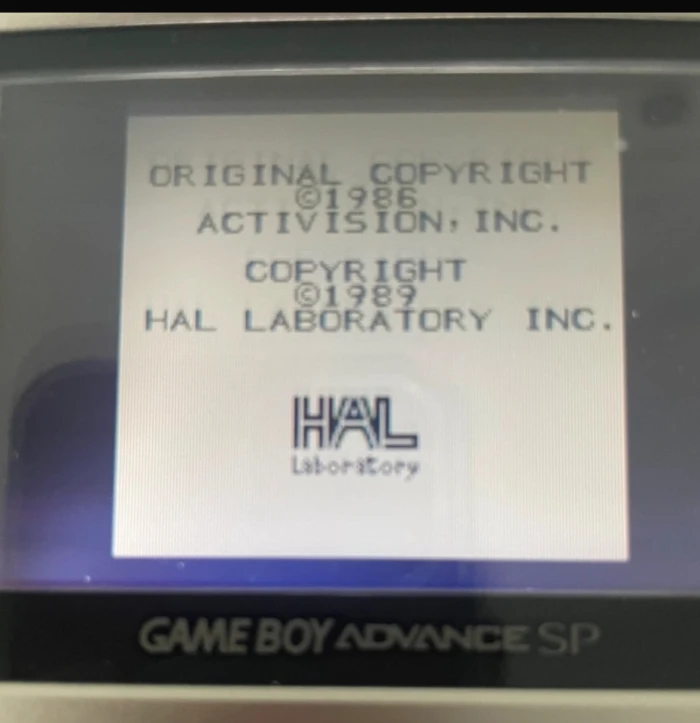 ORIGINAL COPYRIGHT
©1986
ACTIVISION, INC.
COPYRIGHT
©1989
HAL LABORATORY INC.
HAL
Laboratory
GAME BOY ADVANCE SP